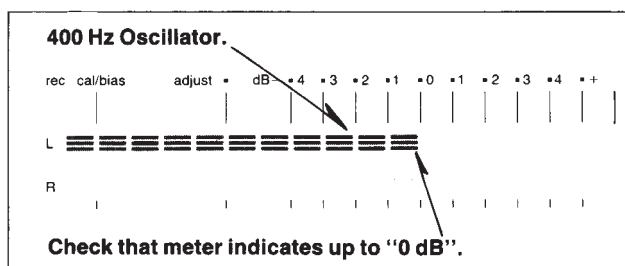 400 Hz Oscillator.
rec cal/bias adjust • dB– • 4 • 3 • 2 • 1 • 0 • 1 • 2 • 3 • 4 • +
L
R
Check that meter indicates up to “0 dB”.